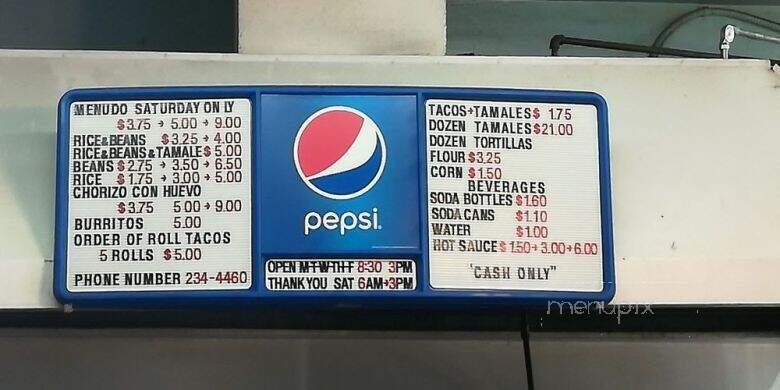 MENUDO SATURDAY ONLY
$3.75 → 5.00 → 9.00
RICE&BEANS $3.25 → 4.00
RICE&BEANS&TAMALE$ 5.00
BEANS $2.75 → 3.50 → 6.50
RICE $1.75 → 3.00 → 5.00
CHORIZO CON HUEVO
$3.75 5.00 → 9.00
BURRITOS 5.00
ORDER OF ROLL TACOS
5 ROLLS $5.00
PHONE NUMBER 234-4460
pepsi
OPEN M-T-W-TH-F 8:30 3PM
THANK YOU SAT 6AM→3PM
TACOS+TAMALES $ 1.75
DOZEN TAMALES $21.00
DOZEN TORTILLAS
FLOUR $3.25
CORN $1.50
BEVERAGES
SODA BOTTLES $1.60
SODA CANS $1.10
WATER $1.00
HOT SAUCE $ 1.50→3.00→6.00
"CASH ONLY"
menupix